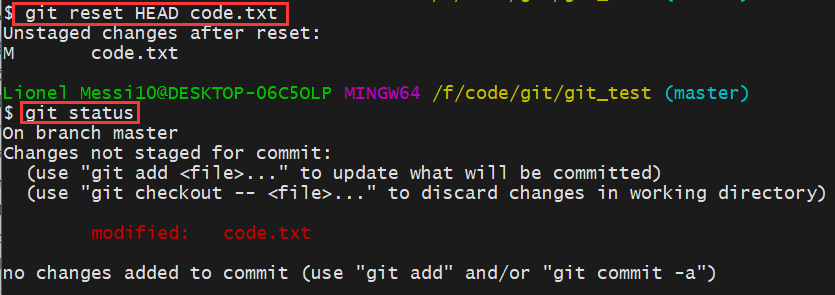 $ git reset HEAD code.txt
Unstaged changes after reset:
M       code.txt
Lionel Messi10@DESKTOP-06C5OLP MINGW64 /f/code/git/git_test (master)
$ git status
On branch master
Changes not staged for commit:
  (use "git add <file>..." to update what will be committed)
  (use "git checkout -- <file>..." to discard changes in working directory)
        modified:   code.txt
no changes added to commit (use "git add" and/or "git commit -a")